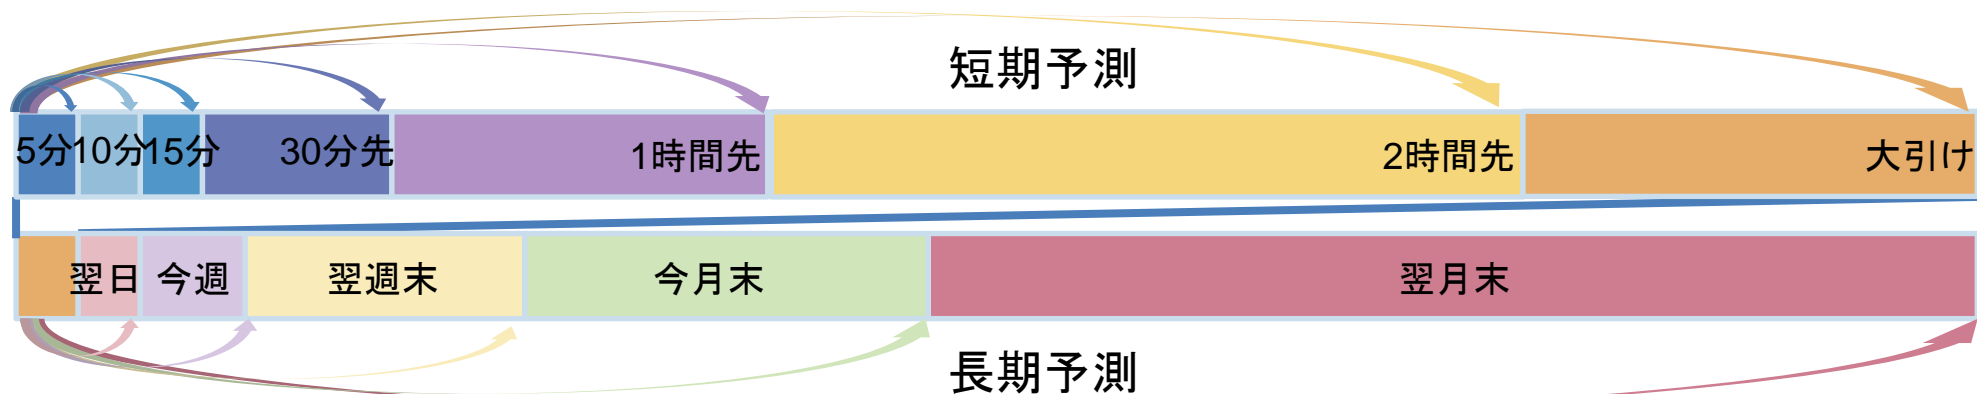 短期予測
5分 10分 15分 30分先 1時間先 2時間先 大引け
翌日 今週 翌週末 今月末 翌月末
長期予測